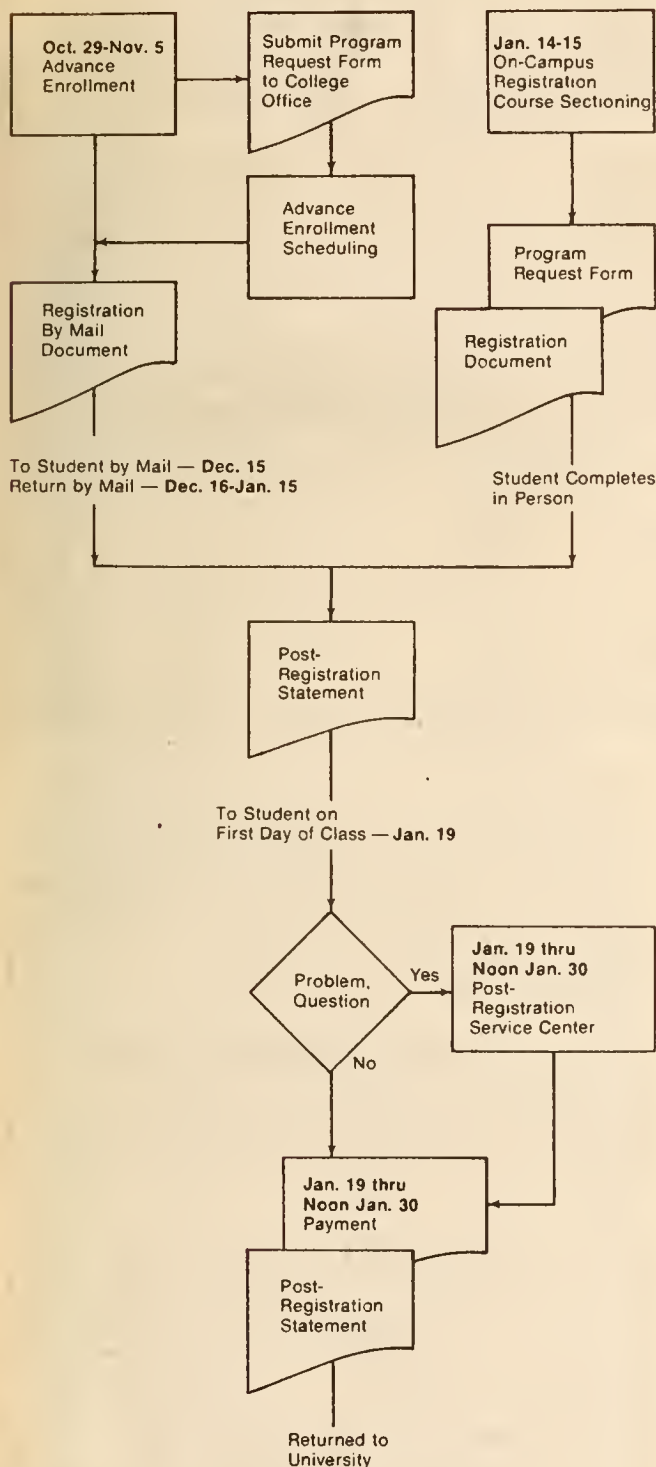 Oct. 29-Nov. 5
Advance
Enrollment
Submit Program
Request Form
to College
Office
Jan. 14-15
On-Campus
Registration
Course Sectioning
Advance
Enrollment
Scheduling
Program
Request Form
Registration
By Mail
Document
Registration
Document
To Student by Mail — Dec. 15
Return by Mail — Dec. 16-Jan. 15
Student Completes
in Person
Post-
Registration
Statement
To Student on
First Day of Class — Jan. 19
Problem,
Question
Yes
No
Jan. 19 thru
Noon Jan. 30
Post-
Registration
Service Center
Jan. 19 thru
Noon Jan. 30
Payment
Post-
Registration
Statement
Returned to
University